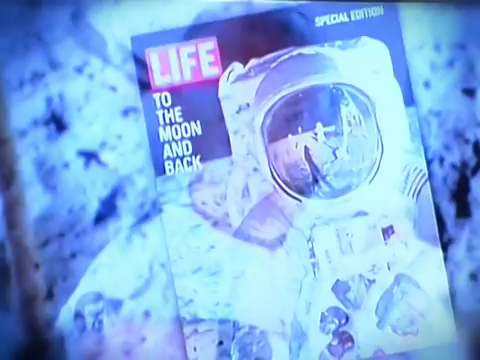 SPECIAL EDITION
LIFE
TO
THE
MOON
AND
BACK